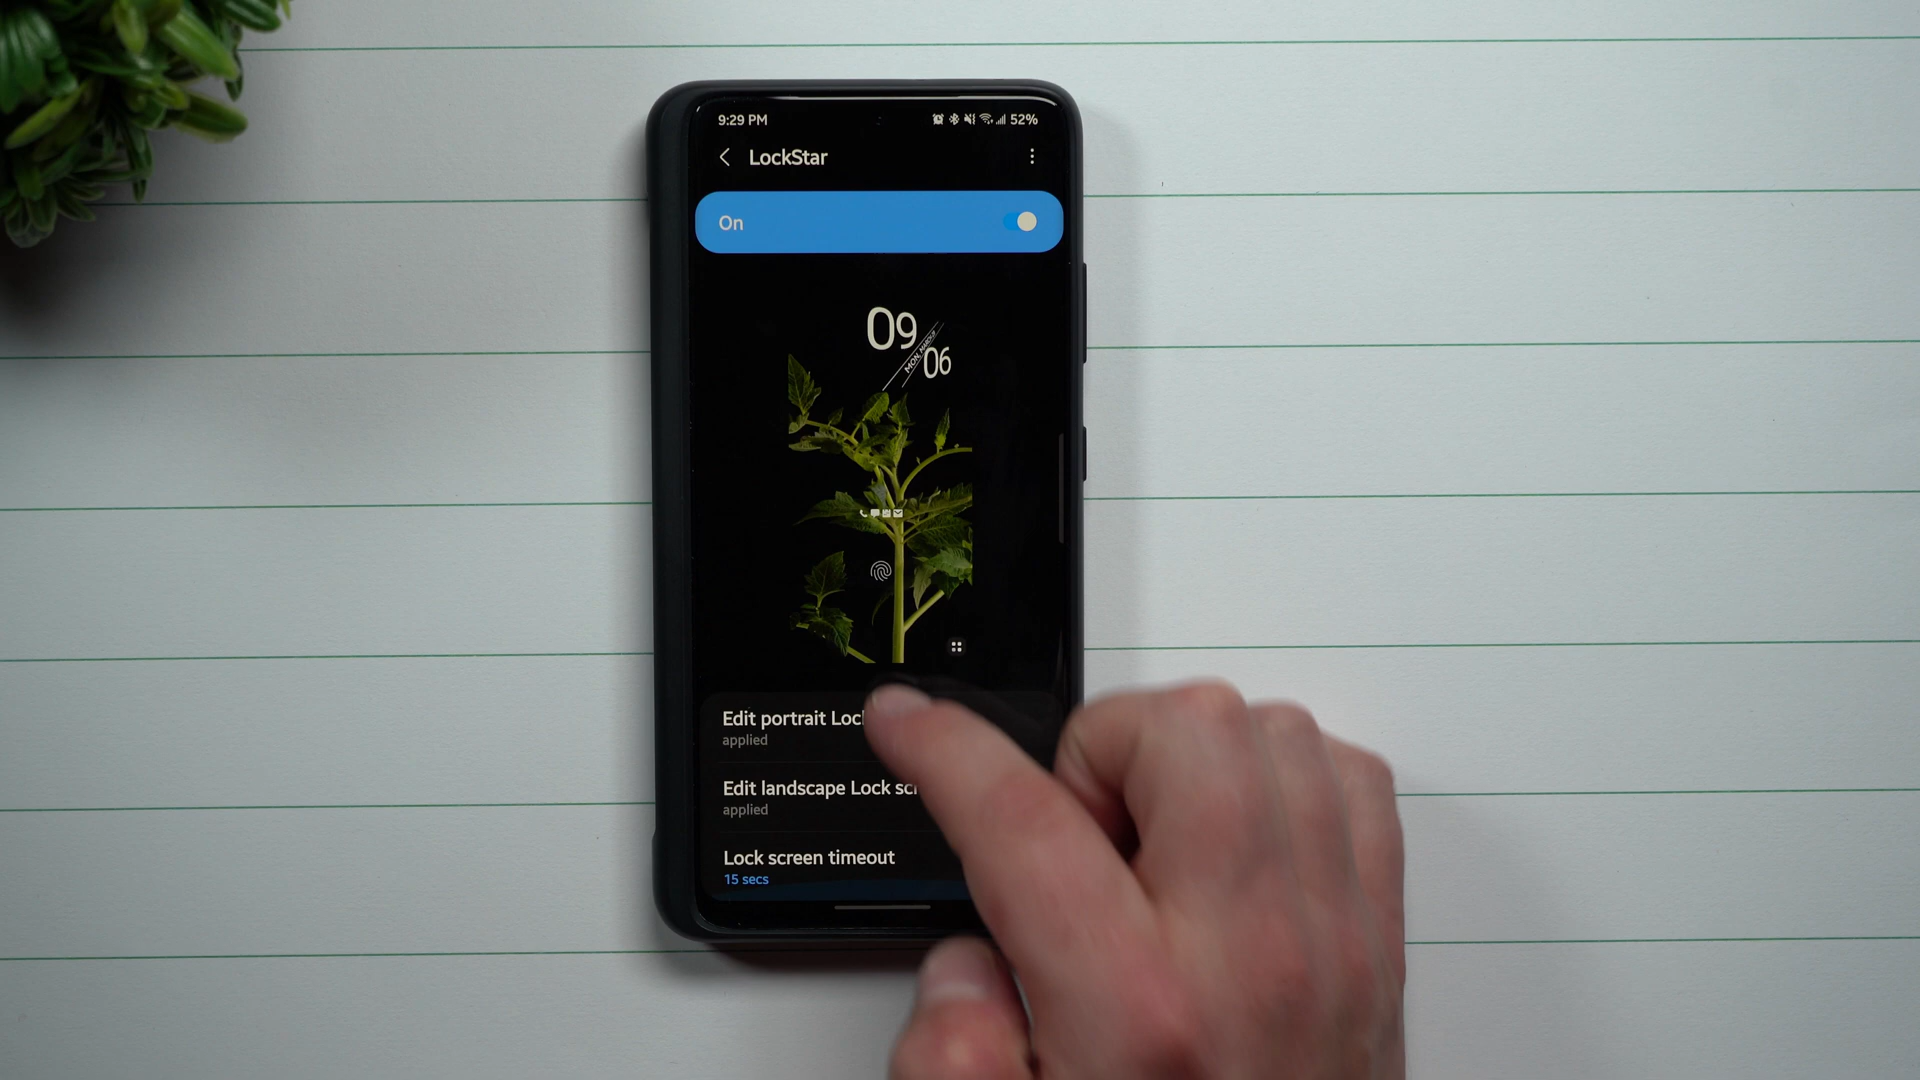 9:29 PM 52%
LockStar
On
09
06
Edit portrait Loc
applied
Edit landscape Lock scr
applied
Lock screen timeout
15 secs